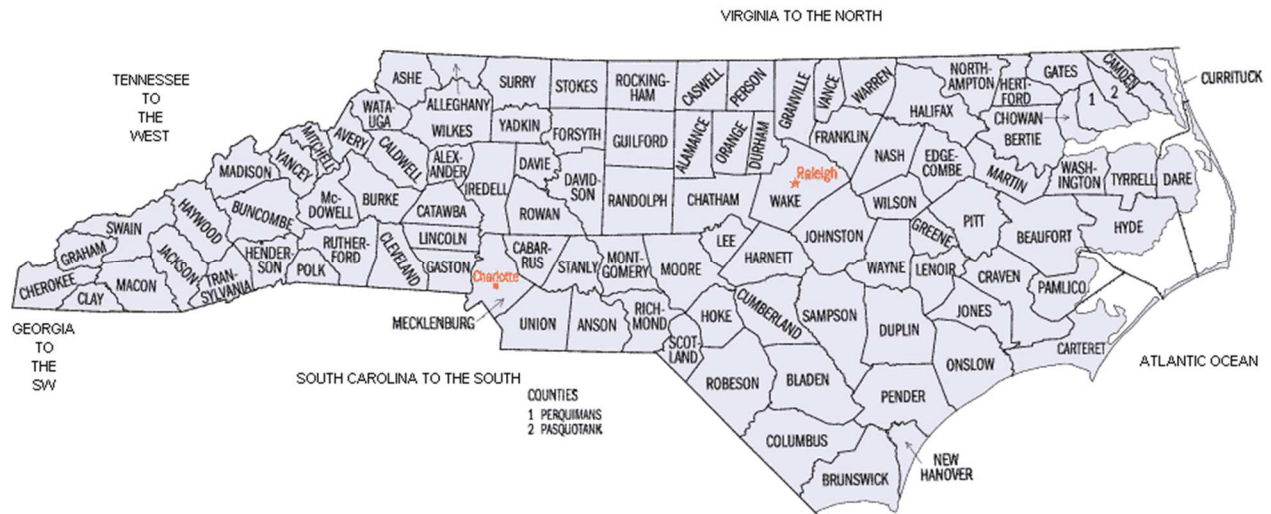 VIRGINIA TO THE NORTH
TENNESSEE
TO
THE
WEST
ASHE
ALLEGHANY
SURRY
STOKES
ROCKING-
HAM
CASWELL
PERSON
GRANVILLE
VANCE
WARREN
NORTH-
AMPTON
HERT-
FORD
GATES
CAMDEN
CURRITUCK
1
2
WATA-
UGA
WILKES
YADKIN
FORSYTH
GUILFORD
ALAMANCE
ORANGE
DURHAM
FRANKLIN
HALIFAX
CHOWAN
BERTIE
MITCHELL
AVERY
CALDWELL
ALEX-
ANDER
IREDELL
DAVIE
DAVID-
SON
RANDOLPH
CHATHAM
WAKE
Raleigh
NASH
EDGE-
COMBE
MARTIN
WASH-
INGTON
TYRRELL
DARE
MADISON
YANCEY
Mc-
DOWELL
BURKE
CATAWBA
ROWAN
WILSON
PITT
BEAUFORT
HYDE
HAYWOOD
BUNCOMBE
RUTHER-
FORD
CLEVELAND
LINCOLN
GASTON
CABAR-
RUS
STANLY
MONT-
GOMERY
MOORE
LEE
HARNETT
JOHNSTON
GREENE
WAYNE
LENOIR
CRAVEN
PAMLICO
SWAIN
GRAHAM
CHEROKEE
CLAY
MACON
JACKSON
TRAN-
SYLVANIA
HENDER-
SON
POLK
Charlotte
MECKLENBURG
UNION
ANSON
RICH-
MOND
SCOT-
LAND
HOKE
CUMBERLAND
SAMPSON
DUPLIN
JONES
ONSLOW
CARTERET
GEORGIA
TO
THE
SW
SOUTH CAROLINA TO THE SOUTH
ATLANTIC OCEAN
ROBESON
BLADEN
PENDER
COLUMBUS
BRUNSWICK
NEW
HANOVER
COUNTIES
1 PERQUIMANS
2 PASQUOTANK